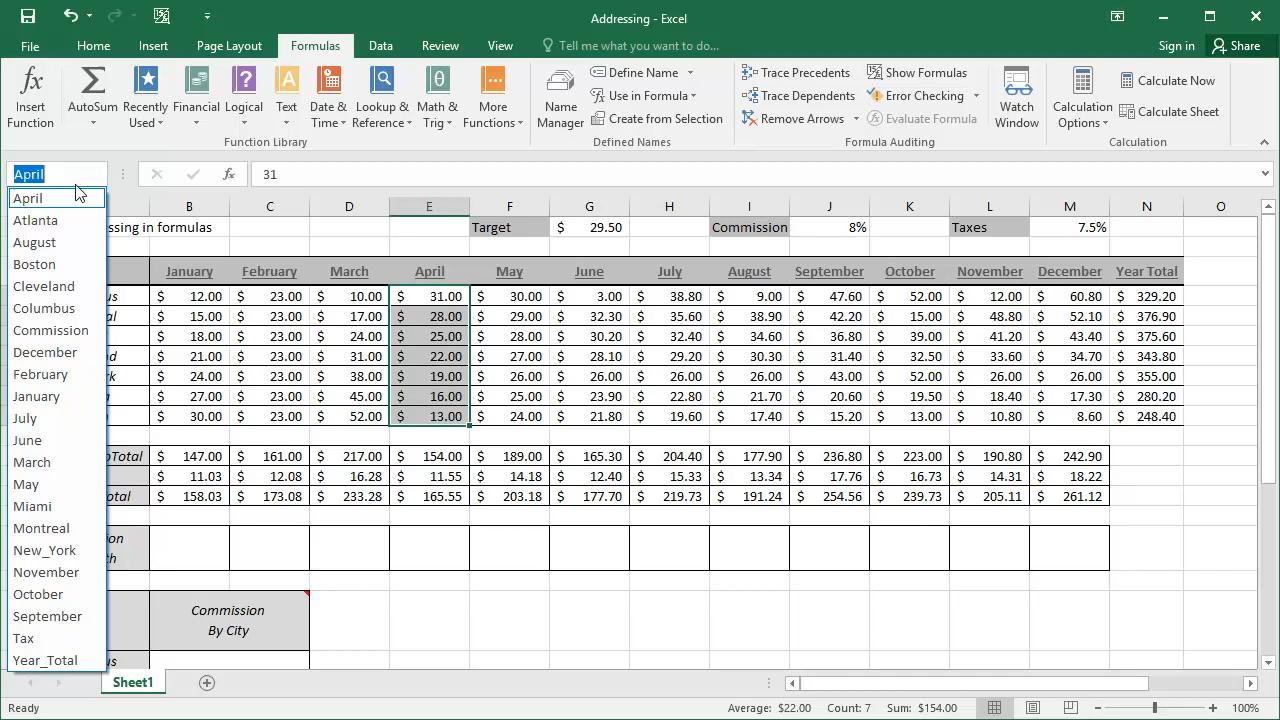 Addressing - Excel
File Home Insert Page Layout Formulas Data Review View Tell me what you want to do... Sign in Share
Insert Function
AutoSum
Recently Used
Financial
Logical
Text
Date & Time
Lookup & Reference
Math & Trig
More Functions
Function Library
Name Manager
Define Name
Use in Formula
Create from Selection
Defined Names
Trace Precedents
Trace Dependents
Remove Arrows
Show Formulas
Error Checking
Evaluate Formula
Formula Auditing
Watch Window
Calculation Options
Calculate Now
Calculate Sheet
Calculation
April fx 31
April
Atlanta
August
Boston
Cleveland
Columbus
Commission
December
February
January
July
June
March
May
Miami
Montreal
New_York
November
October
September
Tax
Year_Total
B C D E F G H I J K L M N O
ssing in formulas Target $ 29.50 Commission 8% Taxes 7.5%
January February March April May June July August September October November December Year Total
us $ 12.00 $ 23.00 $ 10.00 $ 31.00 $ 30.00 $ 3.00 $ 38.80 $ 9.00 $ 47.60 $ 52.00 $ 12.00 $ 60.80 $ 329.20
al $ 15.00 $ 23.00 $ 17.00 $ 28.00 $ 29.00 $ 32.30 $ 35.60 $ 38.90 $ 42.20 $ 15.00 $ 48.80 $ 52.10 $ 376.90
$ 18.00 $ 23.00 $ 24.00 $ 25.00 $ 28.00 $ 30.20 $ 32.40 $ 34.60 $ 36.80 $ 39.00 $ 41.20 $ 43.40 $ 375.60
nd $ 21.00 $ 23.00 $ 31.00 $ 22.00 $ 27.00 $ 28.10 $ 29.20 $ 30.30 $ 31.40 $ 32.50 $ 33.60 $ 34.70 $ 343.80
rk $ 24.00 $ 23.00 $ 38.00 $ 19.00 $ 26.00 $ 26.00 $ 26.00 $ 26.00 $ 43.00 $ 52.00 $ 26.00 $ 26.00 $ 355.00
a $ 27.00 $ 23.00 $ 45.00 $ 16.00 $ 25.00 $ 23.90 $ 22.80 $ 21.70 $ 20.60 $ 19.50 $ 18.40 $ 17.30 $ 280.20
$ 30.00 $ 23.00 $ 52.00 $ 13.00 $ 24.00 $ 21.80 $ 19.60 $ 17.40 $ 15.20 $ 13.00 $ 10.80 $ 8.60 $ 248.40
Total $ 147.00 $ 161.00 $ 217.00 $ 154.00 $ 189.00 $ 165.30 $ 204.40 $ 177.90 $ 236.80 $ 223.00 $ 190.80 $ 242.90
$ 11.03 $ 12.08 $ 16.28 $ 11.55 $ 14.18 $ 12.40 $ 15.33 $ 13.34 $ 17.76 $ 16.73 $ 14.31 $ 18.22
otal $ 158.03 $ 173.08 $ 233.28 $ 165.55 $ 203.18 $ 177.70 $ 219.73 $ 191.24 $ 254.56 $ 239.73 $ 205.11 $ 261.12
ion
th
Commission
By City
us
Sheet1
Ready Average: $22.00 Count: 7 Sum: $154.00 100%